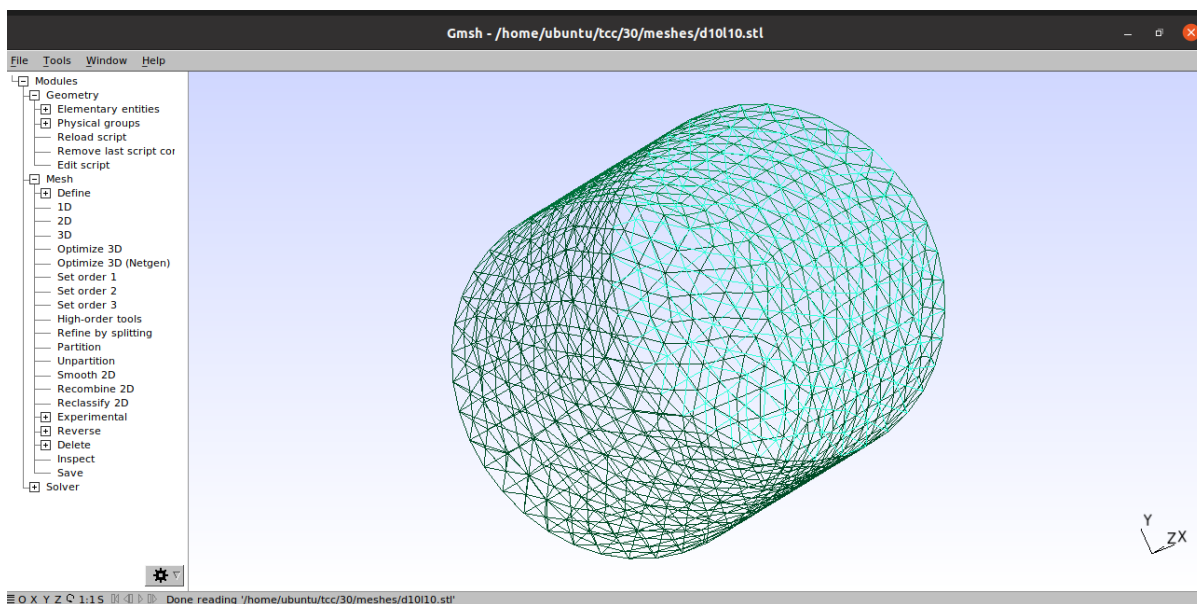 Gmsh - /home/ubuntu/tcc/30/meshes/d10l10.stl
File Tools Window Help
Modules
Geometry
Elementary entities
Physical groups
Reload script
Remove last script cor
Edit script
Mesh
Define
1D
2D
3D
Optimize 3D
Optimize 3D (Netgen)
Set order 1
Set order 2
Set order 3
High-order tools
Refine by splitting
Partition
Unpartition
Smooth 2D
Recombine 2D
Reclassify 2D
Experimental
Reverse
Delete
Inspect
Save
Solver
Y
Z X
O X Y Z 1:1 S Done reading '/home/ubuntu/tcc/30/meshes/d10l10.stl'